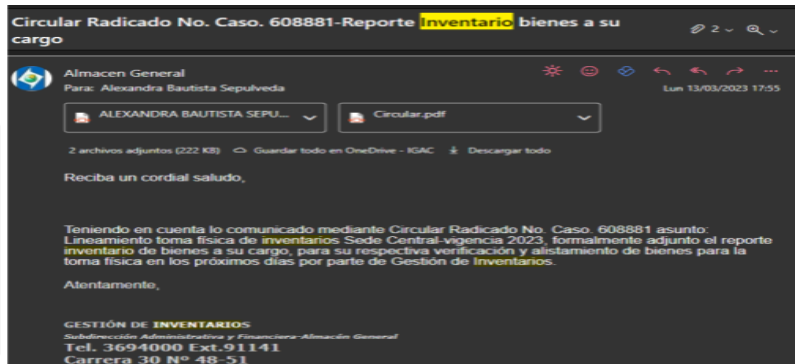 Circular Radicado No. Caso. 608881-Reporte Inventario bienes a su
cargo
2
Almacen General
Para: Alexandra Bautista Sepulveda
Lun 13/03/2023 17:55
ALEXANDRA BAUTISTA SEPU...
Circular.pdf
2 archivos adjuntos (222 KB) Guardar todo en OneDrive - IGAC Descargar todo
Reciba un cordial saludo,
Teniendo en cuenta lo comunicado mediante Circular Radicado No. Caso. 608881 asunto:
Lineamiento toma física de inventarios Sede Central-vigencia 2023, formalmente adjunto el reporte
inventario de bienes a su cargo, para su respectiva verificación y alistamiento de bienes para la
toma física en los próximos días por parte de Gestión de Inventarios.
Atentamente,
GESTIÓN DE INVENTARIOS
Subdirección Administrativa y Financiera-Almacén General
Tel. 3694000 Ext.91141
Carrera 30 Nº 48-51